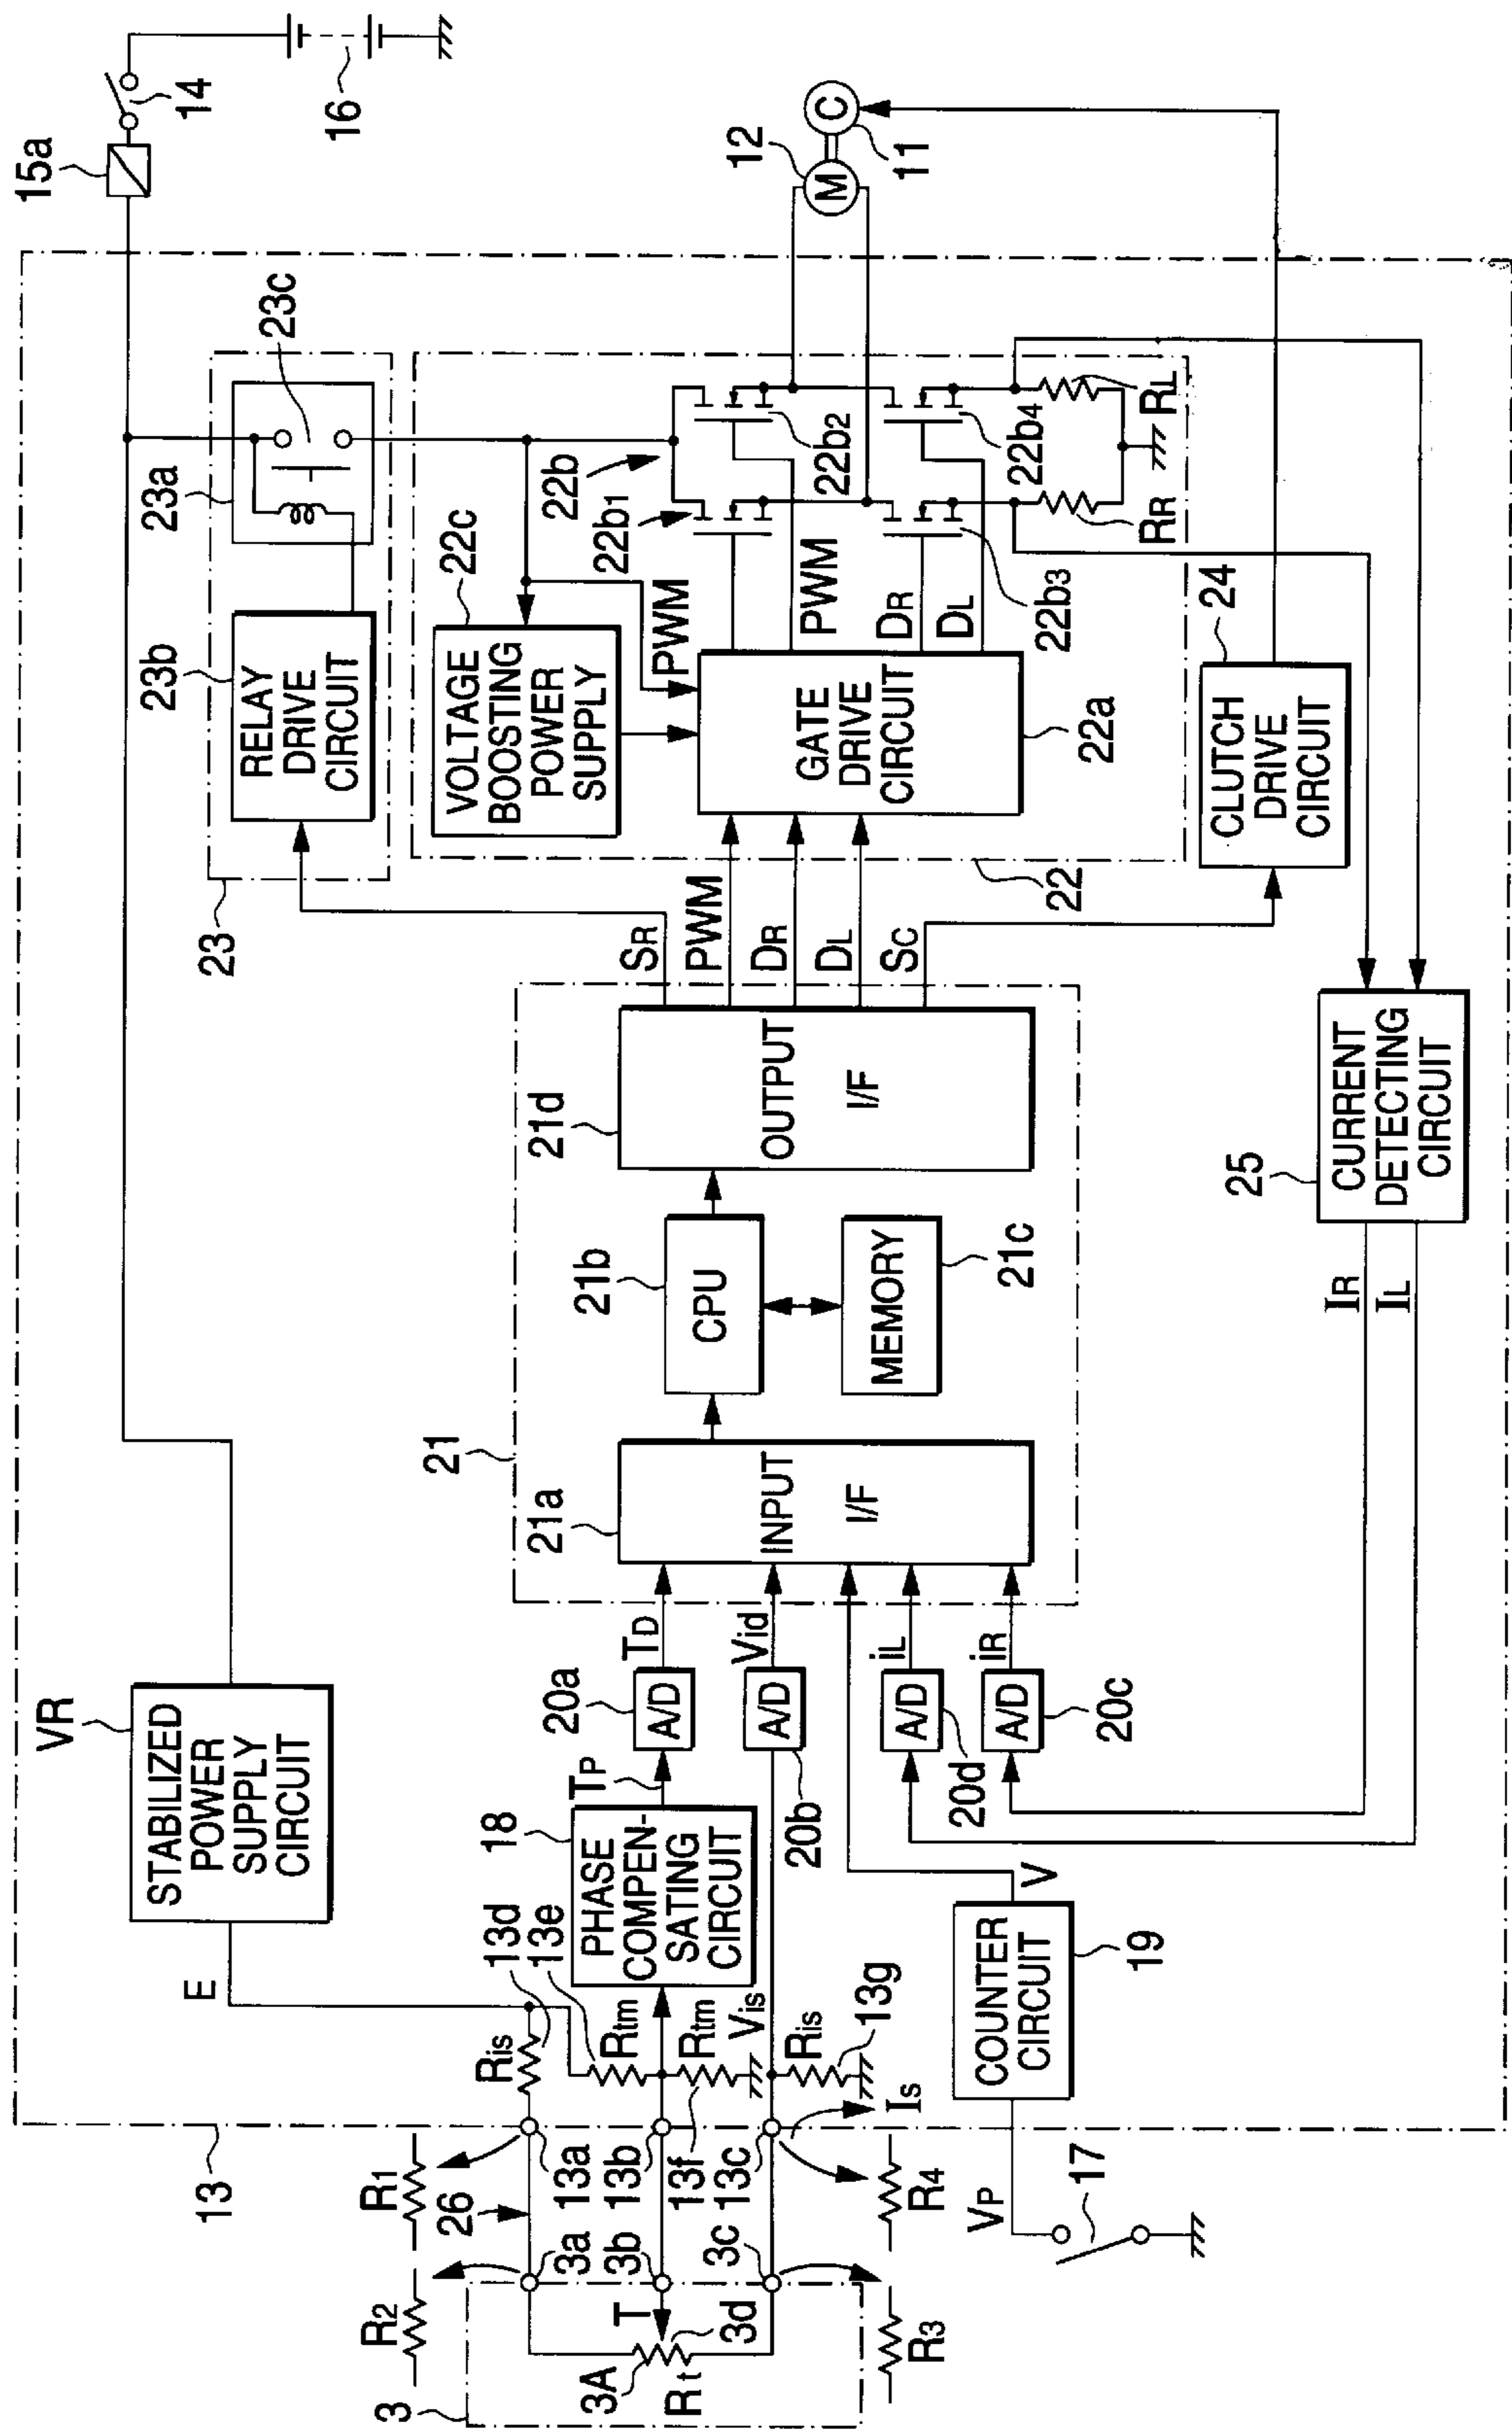 VR
STABILIZED
POWER
SUPPLY
CIRCUIT
E
15a
14
16
23
23b
RELAY
DRIVE
CIRCUIT
23a
23c
22c
VOLTAGE
BOOSTING
POWER
SUPPLY
22b
22b1
22b2
22b3
22b4
PWM
PWM
DR
DL
GATE
DRIVE
CIRCUIT
22a
22
RR
RL
12
M
C
11
24
CLUTCH
DRIVE
CIRCUIT
SR
PWM
DR
DL
SC
21
21a
INPUT
I/F
21b
CPU
MEMORY
21c
21d
OUTPUT
I/F
25
CURRENT
DETECTING
CIRCUIT
IR
IL
18
PHASE
COMPEN-
SATING
CIRCUIT
TP
20a
A/D
TD
A/D
20b
Vid
A/D
20d
iL
A/D
20c
iR
V
COUNTER
CIRCUIT
19
VP
17
13
13d
13e
Ris
Rtm
Rtm
Vis
Ris
13g
Is
13a
13b
13f
13c
R1
26
R4
R2
3a
3b
3c
R3
3
T
3A
3d
Rt